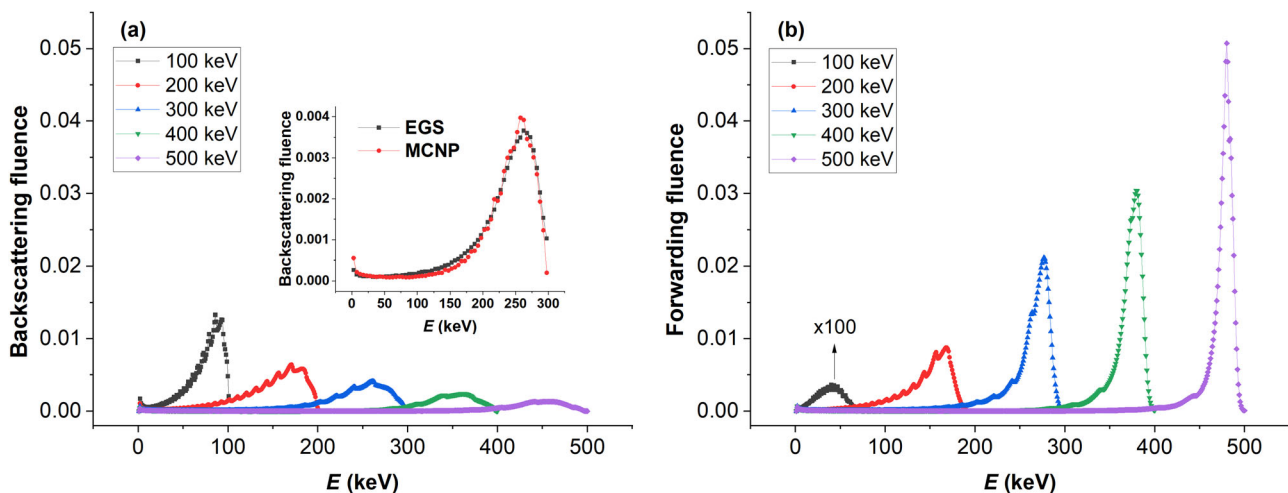 (a)
Backscattering fluence
0.05
0.04
0.03
0.02
0.01
0.00
100 keV
200 keV
300 keV
400 keV
500 keV
Backscattering fluence
0.004
0.003
0.002
0.001
0.000
EGS
MCNP
0 50 100 150 200 250 300
E (keV)
0 100 200 300 400 500
E (keV)
(b)
Forwarding fluence
0.05
0.04
0.03
0.02
0.01
0.00
100 keV
200 keV
300 keV
400 keV
500 keV
x100
0 100 200 300 400 500
E (keV)